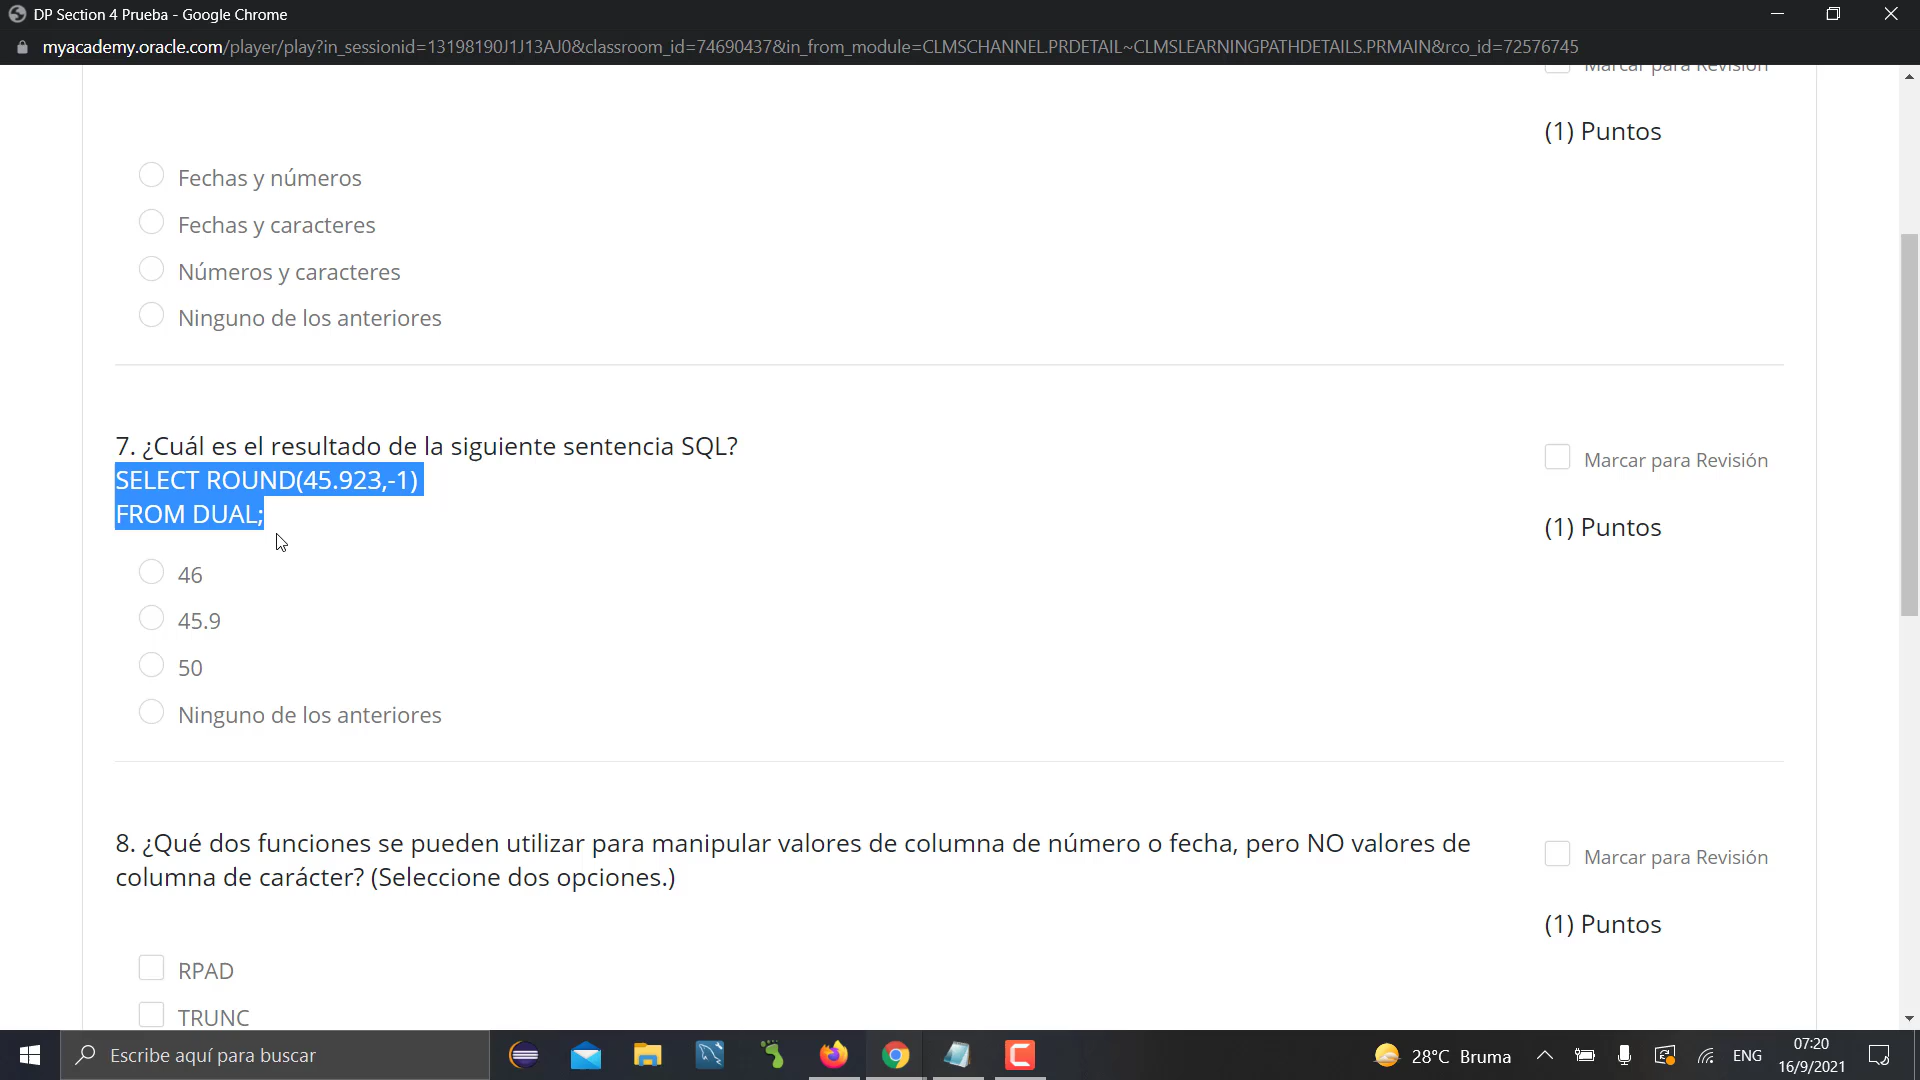 DP Section 4 Prueba - Google Chrome
myacademy.oracle.com/player/play?in_sessionid=13198190J1J13AJ0&classroom_id=74690437&in_from_module=CLMSCHANNEL.PRDETAIL~CLMSLEARNINGPATHDETAILS.PRMAIN&rco_id=72576745
Marcar para Revisión
(1) Puntos
Fechas y números
Fechas y caracteres
Números y caracteres
Ninguno de los anteriores
7. ¿Cuál es el resultado de la siguiente sentencia SQL?
SELECT ROUND(45.923,-1)
FROM DUAL;
Marcar para Revisión
(1) Puntos
46
45.9
50
Ninguno de los anteriores
8. ¿Qué dos funciones se pueden utilizar para manipular valores de columna de número o fecha, pero NO valores de
columna de carácter? (Seleccione dos opciones.)
Marcar para Revisión
(1) Puntos
RPAD
TRUNC
Escribe aquí para buscar
28°C Bruma
ENG
07:20
16/9/2021